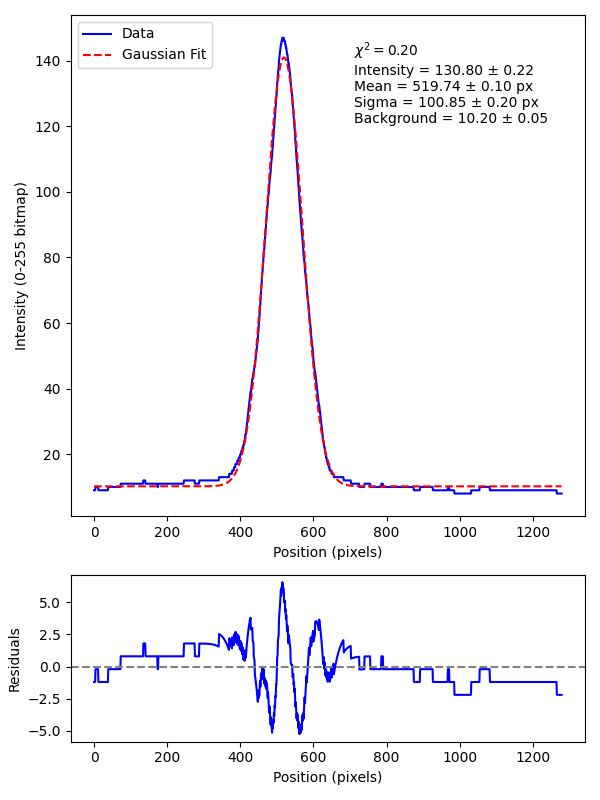 Data
Gaussian Fit
χ² = 0.20
Intensity = 130.80 ± 0.22
Mean = 519.74 ± 0.10 px
Sigma = 100.85 ± 0.20 px
Background = 10.20 ± 0.05
Intensity (0-255 bitmap)
140
120
100
80
60
40
20
0 200 400 600 800 1000 1200
Position (pixels)
Residuals
5.0
2.5
0.0
−2.5
−5.0
0 200 400 600 800 1000 1200
Position (pixels)